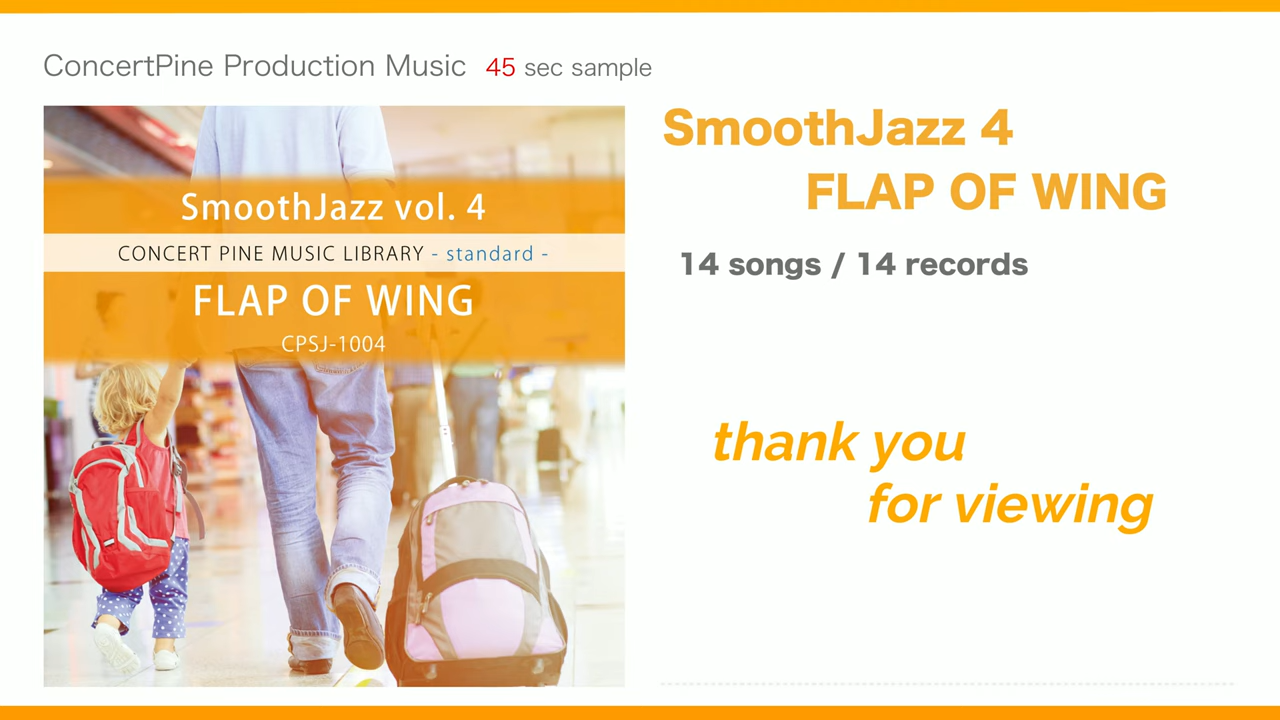 ConcertPine Production Music 45 sec sample
SmoothJazz vol. 4
CONCERT PINE MUSIC LIBRARY - standard -
FLAP OF WING
CPSJ-1004
SmoothJazz 4
FLAP OF WING
14 songs / 14 records
thank you
for viewing